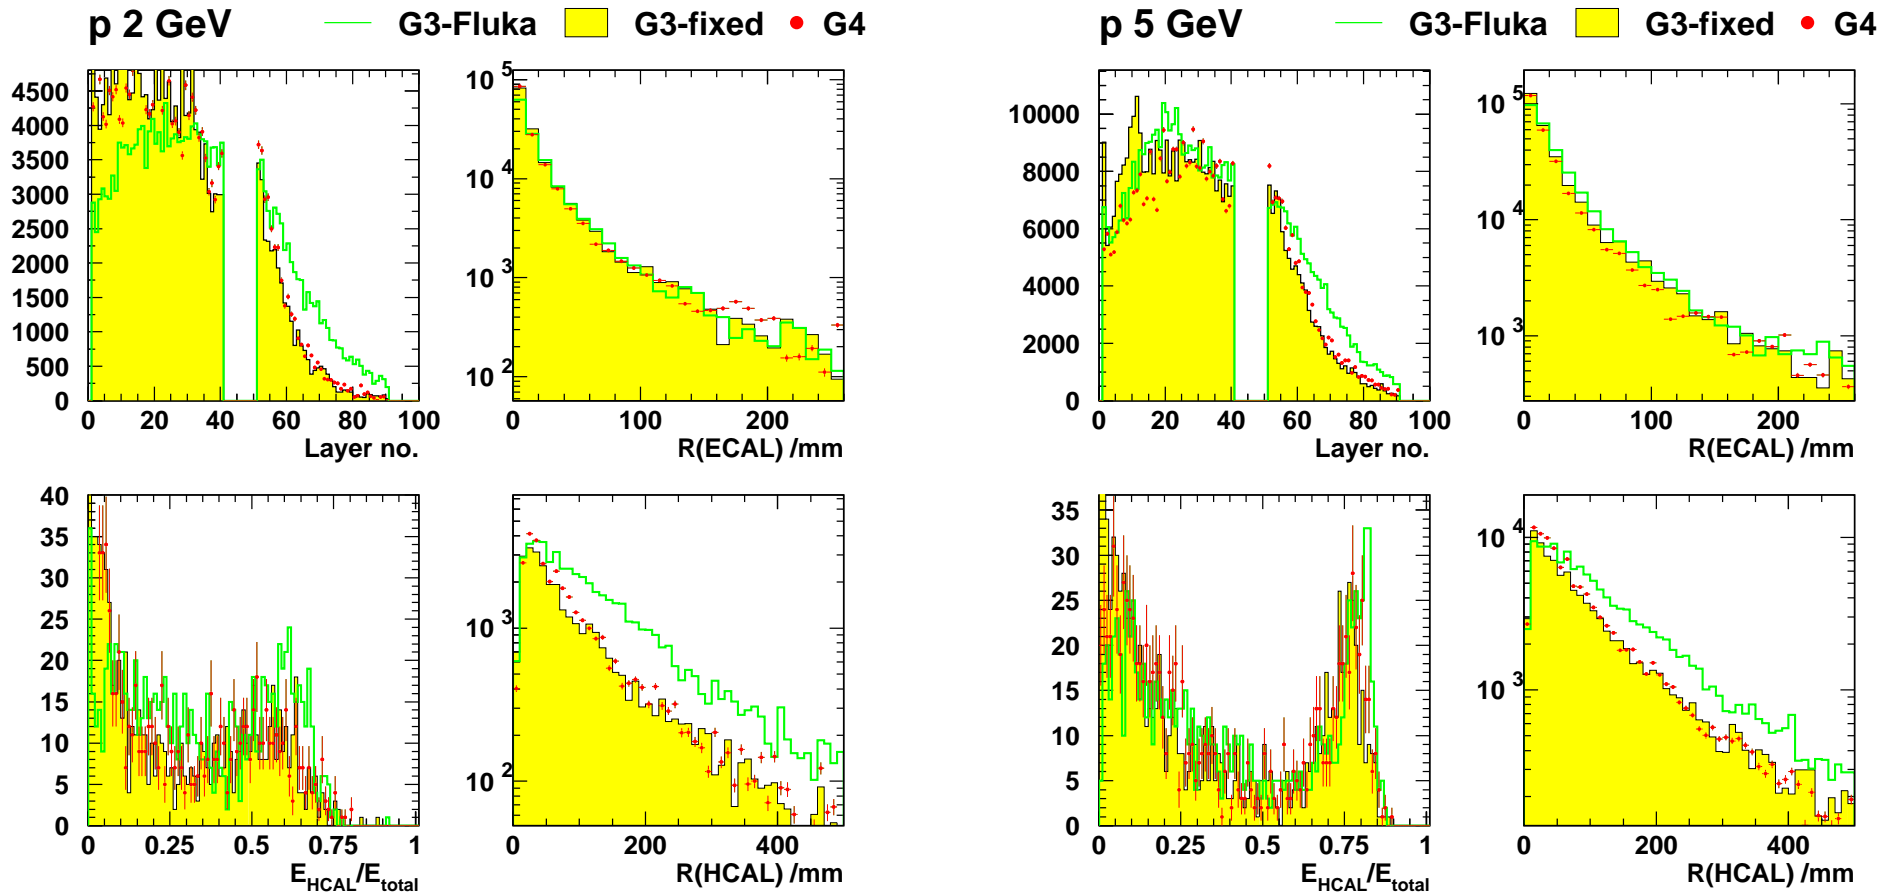 p 2 GeV G3-Fluka G3-fixed G4
4500
4000
3500
3000
2500
2000
1500
1000
500
0
0 20 40 60 80 100
Layer no.
10 5
10 4
10 3
10 2
0 100 200
R(ECAL) /mm
40
35
30
25
20
15
10
5
0
0 0.25 0.5 0.75 1
E_HCAL/E_total
10 3
10 2
0 200 400
R(HCAL) /mm
p 5 GeV G3-Fluka G3-fixed G4
10000
8000
6000
4000
2000
0
0 20 40 60 80 100
Layer no.
10 5
10 4
10 3
0 100 200
R(ECAL) /mm
35
30
25
20
15
10
5
0
0 0.25 0.5 0.75 1
E_HCAL/E_total
10 4
10 3
0 200 400
R(HCAL) /mm